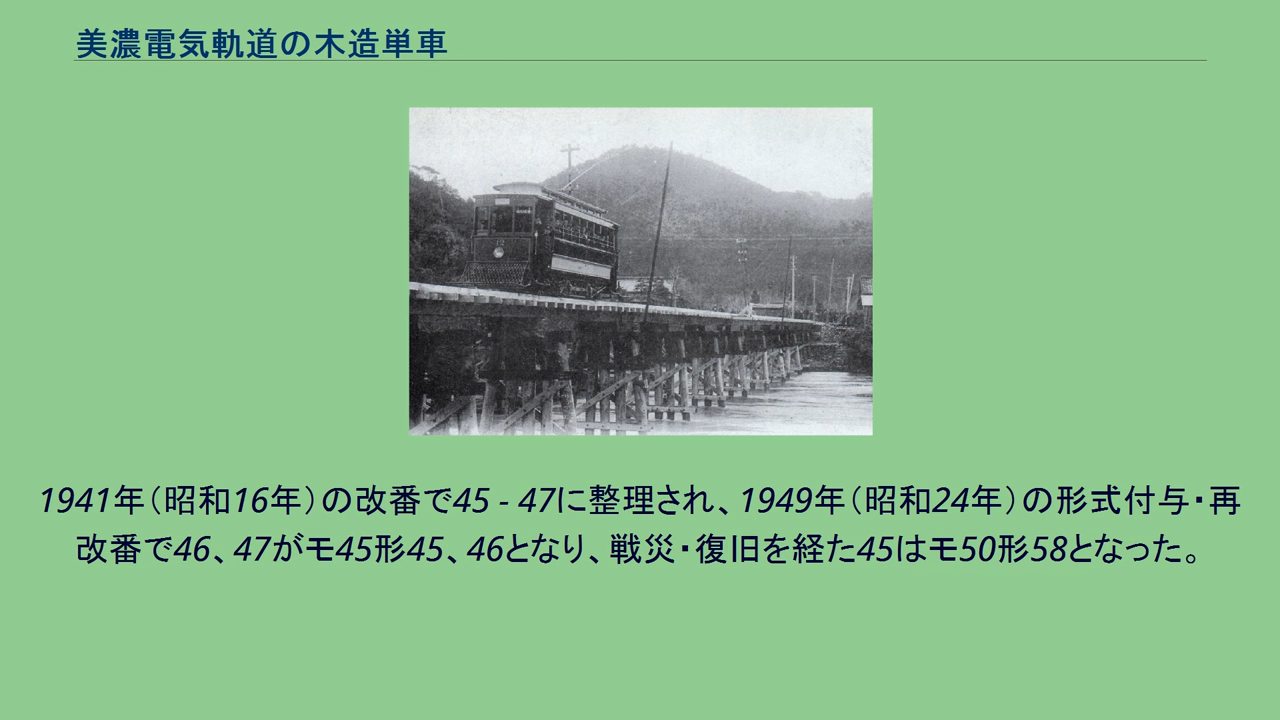 美濃電気軌道の木造単車
1941年（昭和16年）の改番で45 - 47に整理され、1949年（昭和24年）の形式付与・再
改番で46、47がモ45形45、46となり、戦災・復旧を経た45はモ50形58となった。